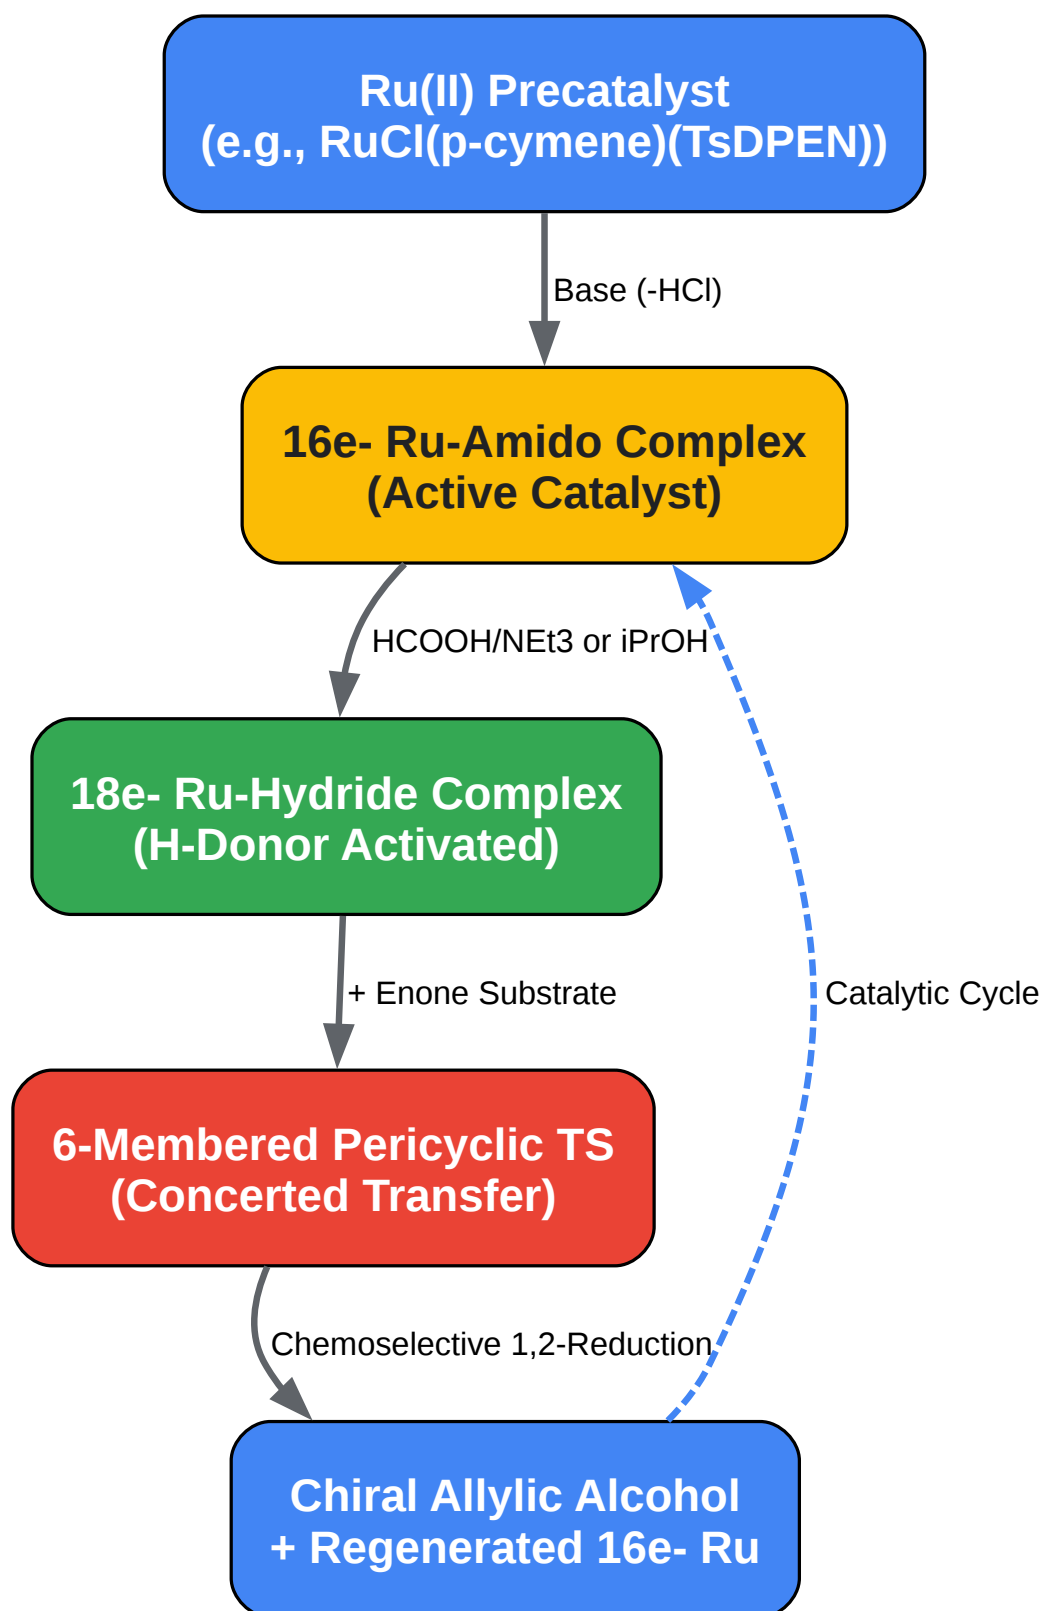 Ru(II) Precatalyst
(e.g., RuCl(p-cymene)(TsDPEN))
Base (-HCl)
16e- Ru-Amido Complex
(Active Catalyst)
HCOOH/NEt3 or iPrOH
18e- Ru-Hydride Complex
(H-Donor Activated)
+ Enone Substrate
Catalytic Cycle
6-Membered Pericyclic TS
(Concerted Transfer)
Chemoselective 1,2-Reduction
Chiral Allylic Alcohol
+ Regenerated 16e- Ru